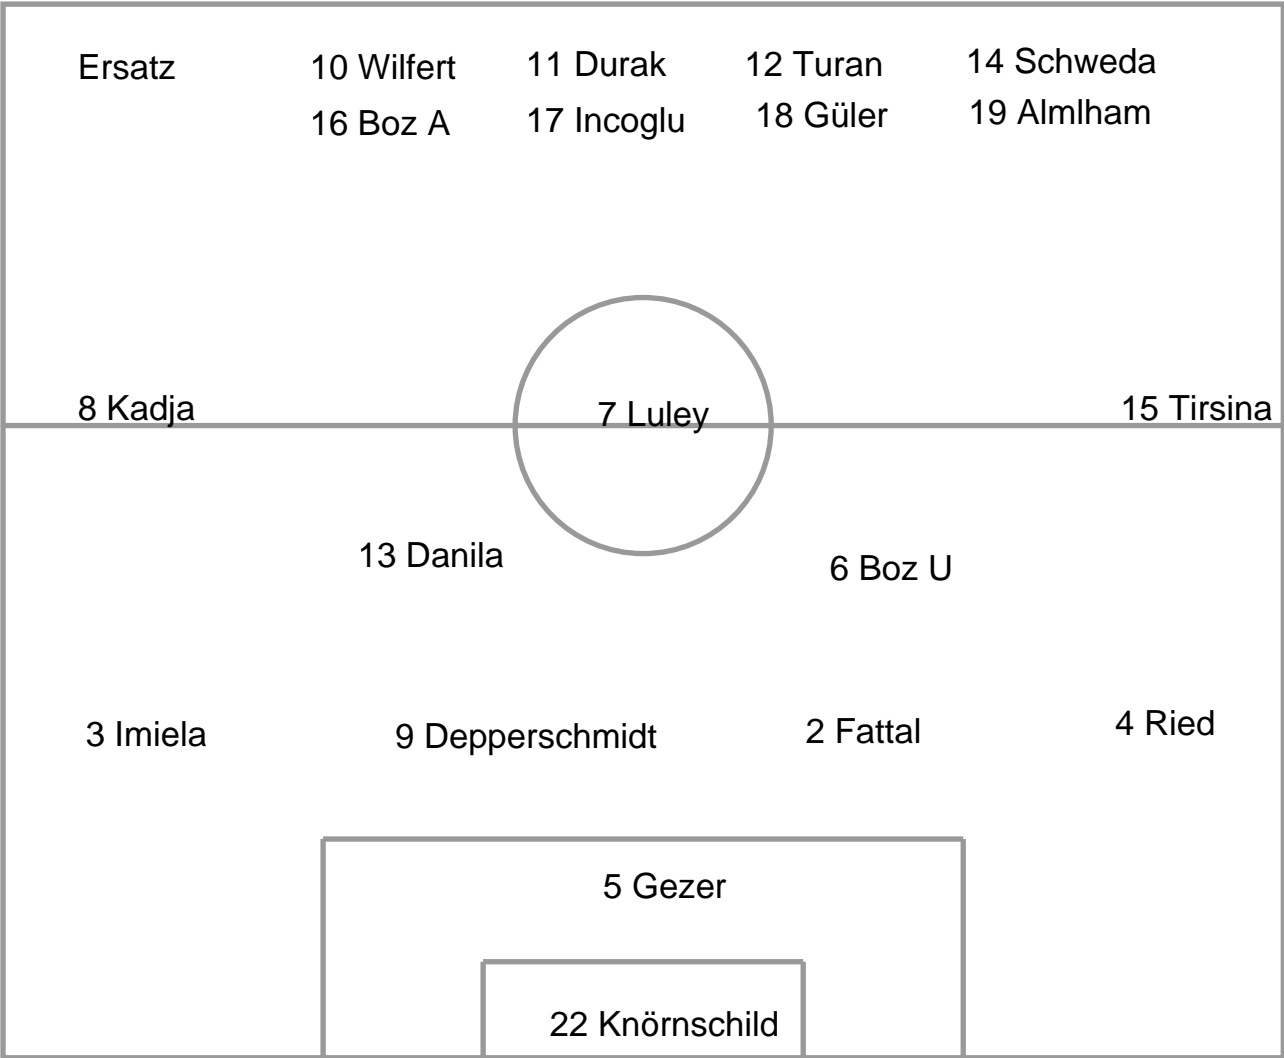 Ersatz 10 Wilfert 11 Durak 12 Turan 14 Schweda
16 Boz A 17 Incoglu 18 Güler 19 Almlham
8 Kadja 7 Luley 15 Tirsina
13 Danila 6 Boz U
3 Imiela 9 Depperschmidt 2 Fattal 4 Ried
5 Gezer
22 Knörnschild